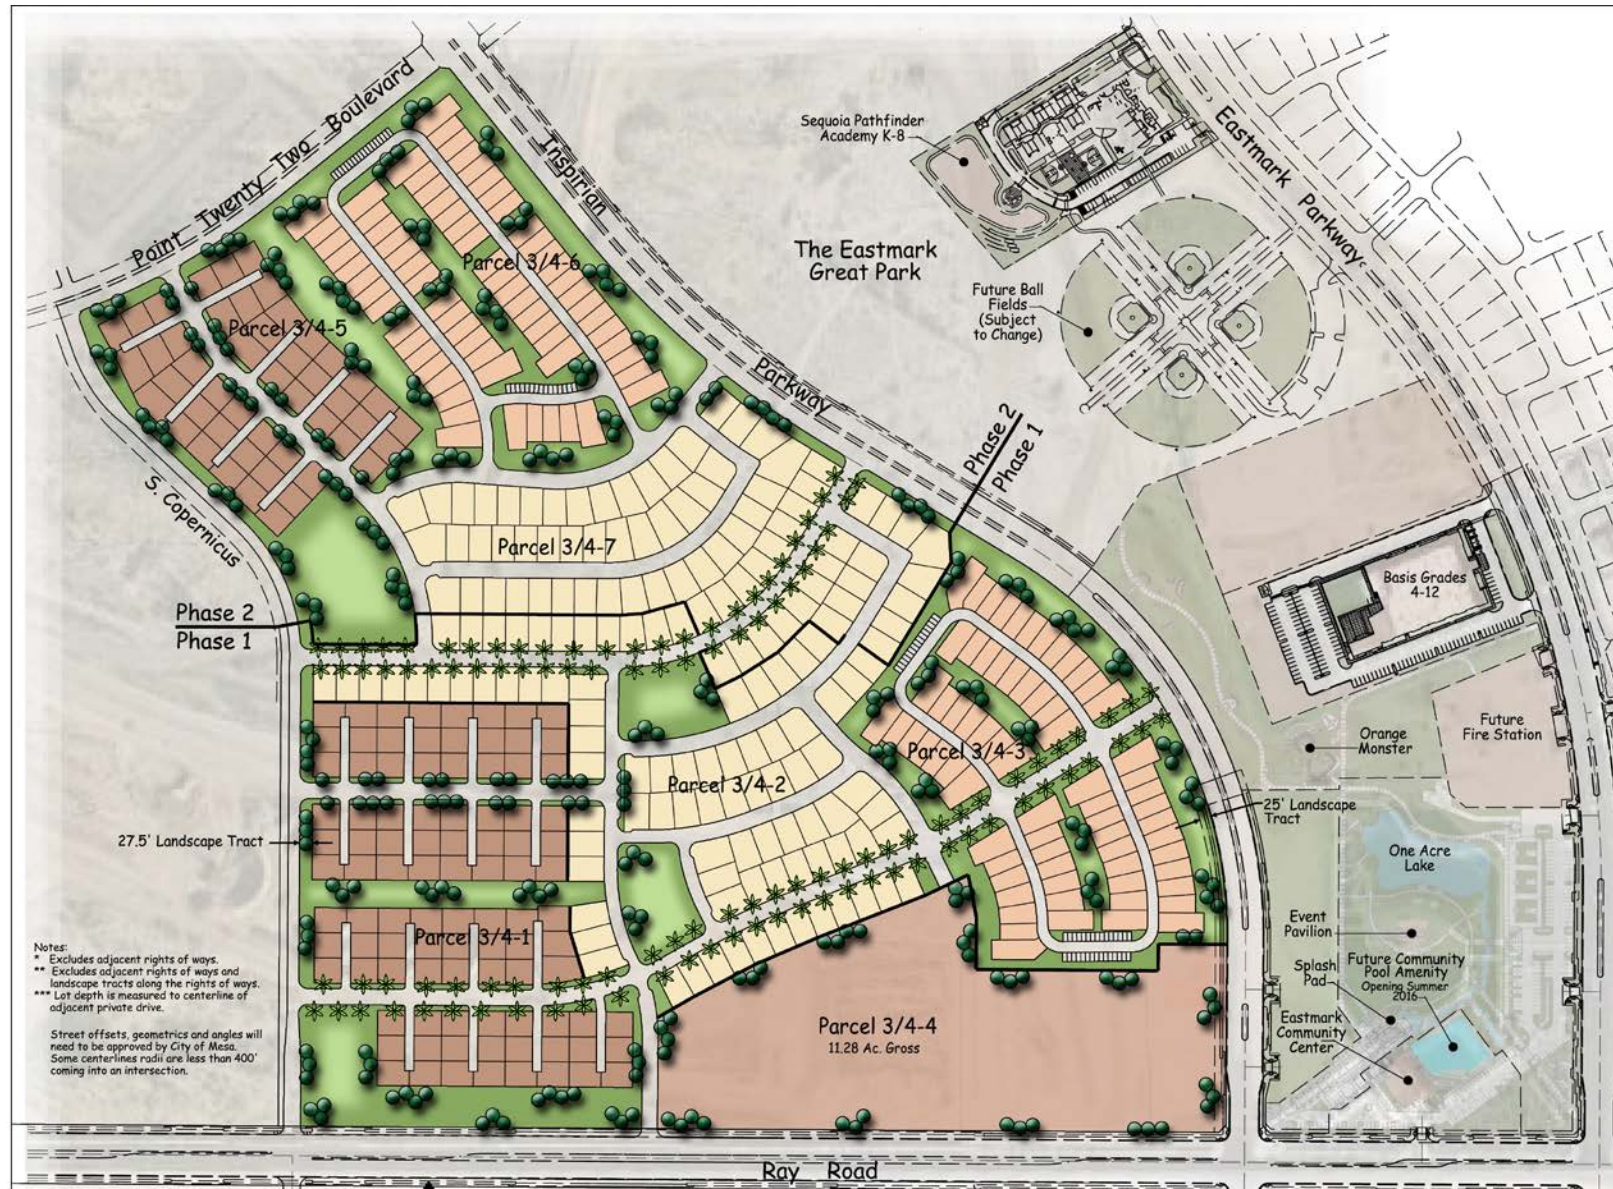 Point Twenty Two Boulevard
Inspirian
Parkway
Eastmark Parkway
Sequoia Pathfinder
Academy K-8
The Eastmark
Great Park
Future Ball
Fields
(Subject
to Change)
Parcel 3/4-6
Parcel 3/4-5
S. Copernicus
Parcel 3/4-7
Phase 2
Phase 1
Phase 2
Phase 1
Basis Grades
4-12
Future
Fire Station
Orange
Monster
Parcel 3/4-3
Parcel 3/4-2
25' Landscape
Tract
27.5' Landscape Tract
One Acre
Lake
Event
Pavilion
Parcel 3/4-1
Future Community
Pool Amenity
Opening Summer
2016
Splash
Pad
Eastmark
Community
Center
Parcel 3/4-4
11.28 Ac. Gross
Notes:
* Excludes adjacent rights of ways.
** Excludes adjacent rights of ways and
landscape tracts along the rights of ways.
*** Lot depth is measured to centerline of
adjacent private drive.
Street offsets, geometrics and angles will
need to be approved by City of Mesa.
Some centerlines radii are less than 400'
coming into an intersection.
Ray Road